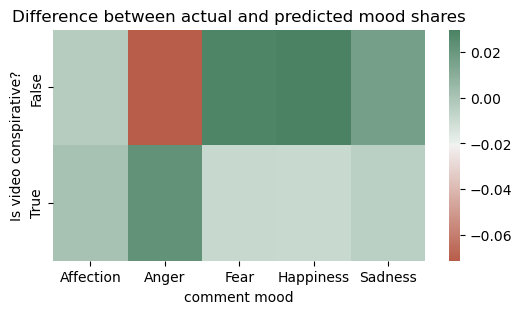 Difference between actual and predicted mood shares
Is video conspirative?
False
True
Affection
Anger
Fear
Happiness
Sadness
comment mood
0.02
0.00
−0.02
−0.04
−0.06